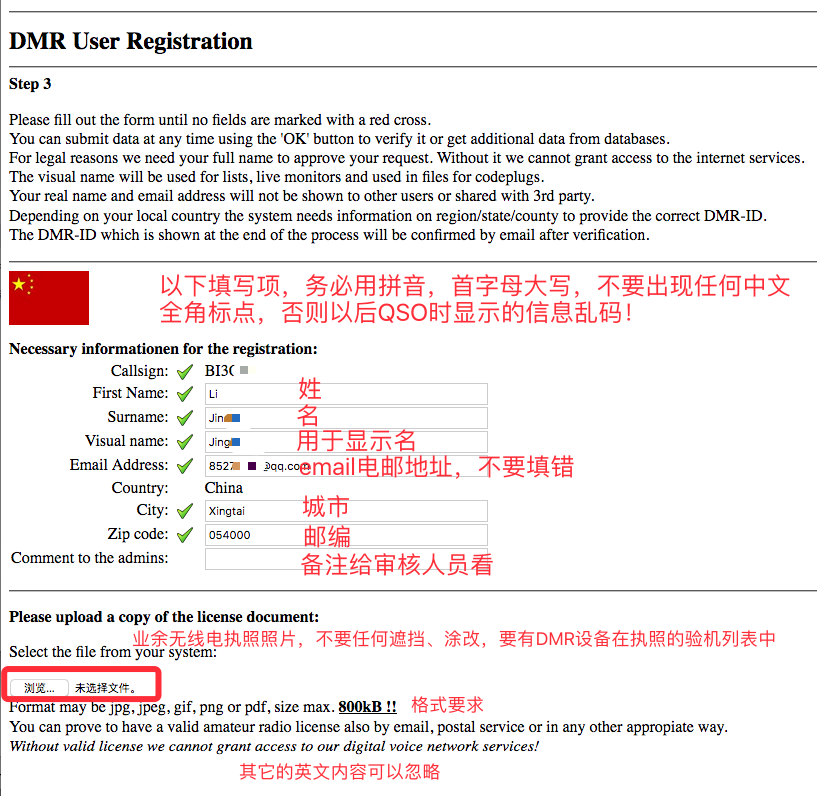 DMR User Registration
Step 3
Please fill out the form until no fields are marked with a red cross.
You can submit data at any time using the 'OK' button to verify it or get additional data from databases.
For legal reasons we need your full name to approve your request. Without it we cannot grant access to the internet services.
The visual name will be used for lists, live monitors and used in files for codeplugs.
Your real name and email address will not be shown to other users or shared with 3rd party.
Depending on your local country the system needs information on region/state/county to provide the correct DMR-ID.
The DMR-ID which is shown at the end of the process will be confirmed by email after verification.
以下填写项，务必用拼音，首字母大写，不要出现任何中文
全角标点，否则以后QSO时显示的信息乱码！
Necessary informationen for the registration:
Callsign: BI3
First Name: Li 姓
Surname: Jin 名
Visual name: Jing 用于显示名
Email Address: 8527 @qq.com email电邮地址，不要填错
Country: China
City: Xingtai 城市
Zip code: 054000 邮编
Comment to the admins: 备注给审核人员看
Please upload a copy of the license document:
业余无线电执照照片，不要任何遮挡、涂改，要有DMR设备在执照的验机列表中
Select the file from your system:
浏览... 未选择文件。
Format may be jpg, jpeg, gif, png or pdf, size max. 800kB !! 格式要求
You can prove to have a valid amateur radio license also by email, postal service or in any other appropiate way.
Without valid license we cannot grant access to our digital voice network services!
其它的英文内容可以忽略